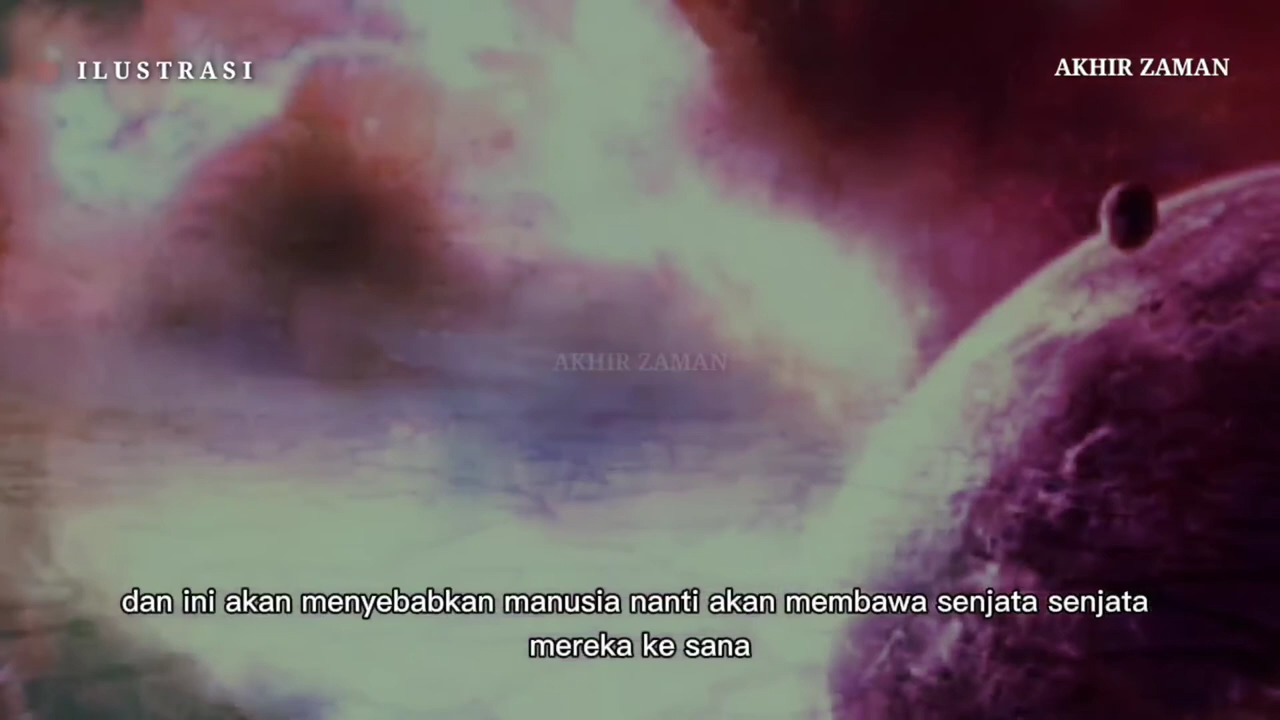 ILUSTRASI
AKHIR ZAMAN
AKHIR ZAMAN
dan ini akan menyebabkan manusia nanti akan membawa senjata senjata
mereka ke sana